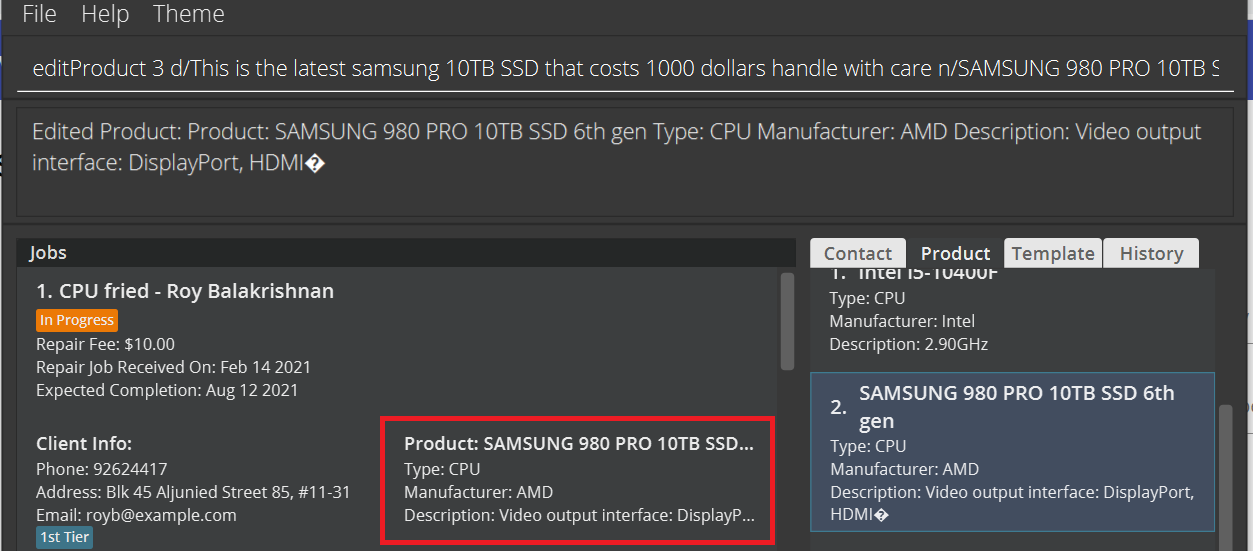 File Help Theme
editProduct 3 d/This is the latest samsung 10TB SSD that costs 1000 dollars handle with care n/SAMSUNG 980 PRO 10TB S
Edited Product: Product: SAMSUNG 980 PRO 10TB SSD 6th gen Type: CPU Manufacturer: AMD Description: Video output
interface: DisplayPort, HDMI�
Jobs
1. CPU fried - Roy Balakrishnan
In Progress
Repair Fee: $10.00
Repair Job Received On: Feb 14 2021
Expected Completion: Aug 12 2021
Client Info:
Phone: 92624417
Address: Blk 45 Aljunied Street 85, #11-31
Email: royb@example.com
1st Tier
Product: SAMSUNG 980 PRO 10TB SSD...
Type: CPU
Manufacturer: AMD
Description: Video output interface: DisplayP...
Contact Product Template History
1. Intel i5-10400F
Type: CPU
Manufacturer: Intel
Description: 2.90GHz
2. SAMSUNG 980 PRO 10TB SSD 6th
gen
Type: CPU
Manufacturer: AMD
Description: Video output interface: DisplayPort,
HDMI�